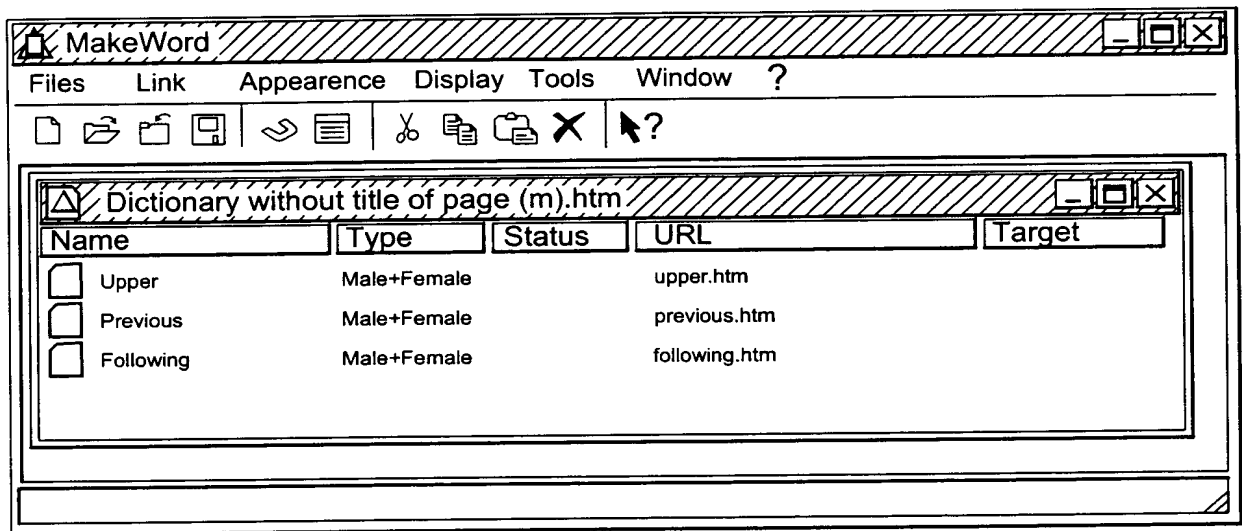 MakeWord
Files Link Appearence Display Tools Window ?
?
Dictionary without title of page (m).htm
Name Type Status URL Target
Upper Male+Female upper.htm
Previous Male+Female previous.htm
Following Male+Female following.htm